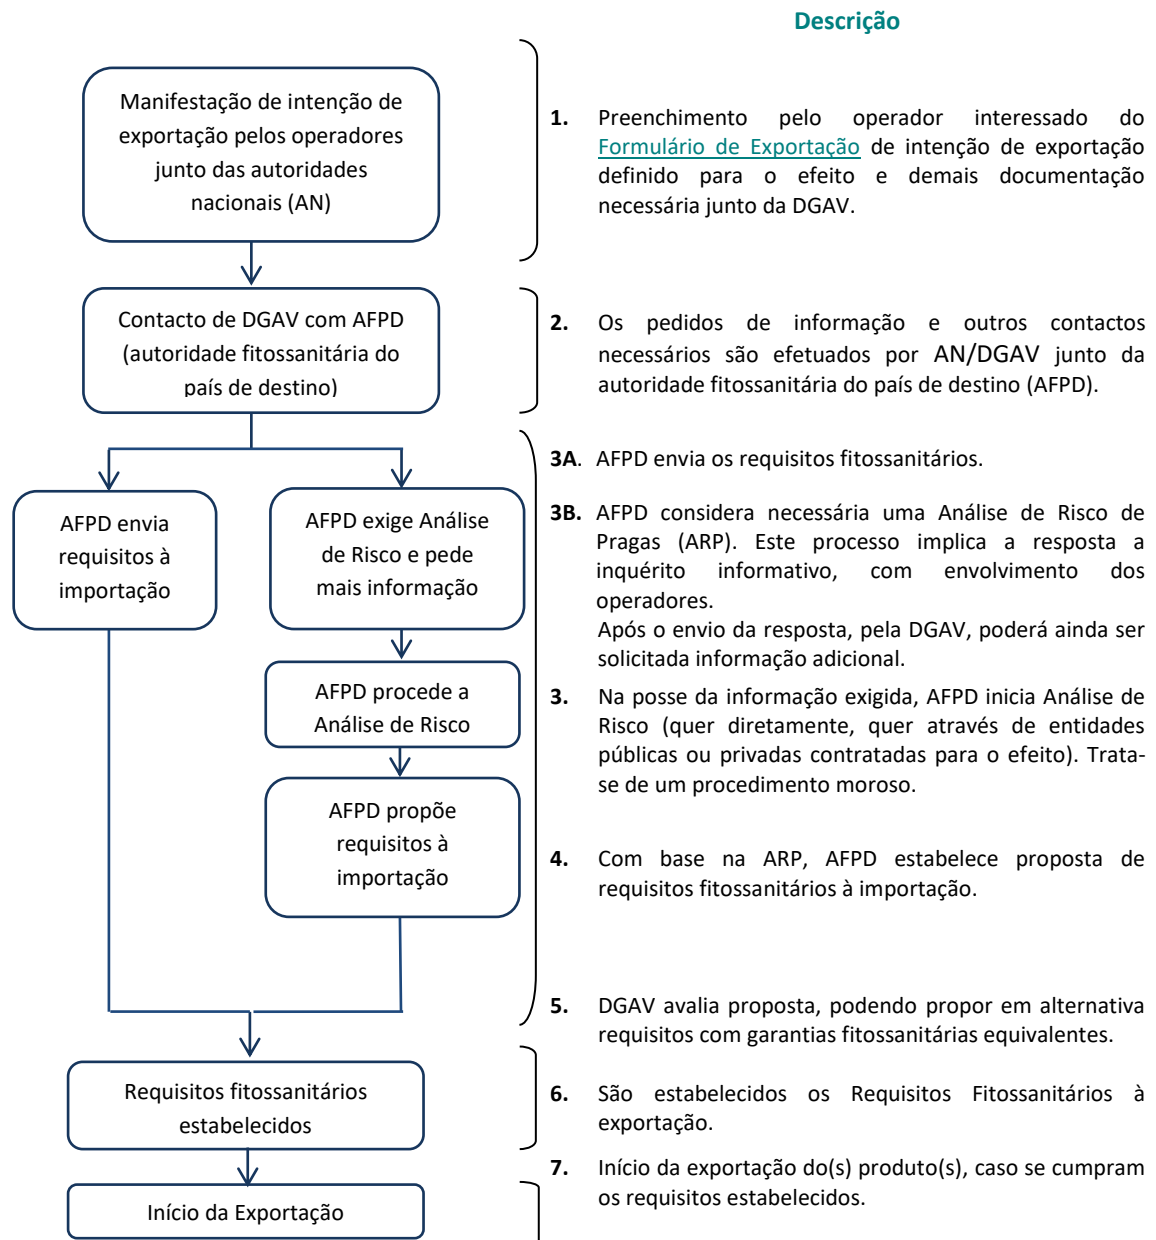 Descrição
Manifestação de intenção de
exportação pelos operadores
junto das autoridades
nacionais (AN)
1. Preenchimento pelo operador interessado do
Formulário de Exportação de intenção de exportação
definido para o efeito e demais documentação
necessária junto da DGAV.
Contacto de DGAV com AFPD
(autoridade fitossanitária do
país de destino)
2. Os pedidos de informação e outros contactos
necessários são efetuados por AN/DGAV junto da
autoridade fitossanitária do país de destino (AFPD).
AFPD envia
requisitos à
importação
AFPD exige Análise
de Risco e pede
mais informação
AFPD procede a
Análise de Risco
AFPD propõe
requisitos à
importação
3A. AFPD envia os requisitos fitossanitários.
3B. AFPD considera necessária uma Análise de Risco de
Pragas (ARP). Este processo implica a resposta a
inquérito informativo, com envolvimento dos
operadores.
Após o envio da resposta, pela DGAV, poderá ainda ser
solicitada informação adicional.
3. Na posse da informação exigida, AFPD inicia Análise de
Risco (quer diretamente, quer através de entidades
públicas ou privadas contratadas para o efeito). Trata-
se de um procedimento moroso.
4. Com base na ARP, AFPD estabelece proposta de
requisitos fitossanitários à importação.
5. DGAV avalia proposta, podendo propor em alternativa
requisitos com garantias fitossanitárias equivalentes.
Requisitos fitossanitários
estabelecidos
6. São estabelecidos os Requisitos Fitossanitários à
exportação.
Início da Exportação
7. Início da exportação do(s) produto(s), caso se cumpram
os requisitos estabelecidos.